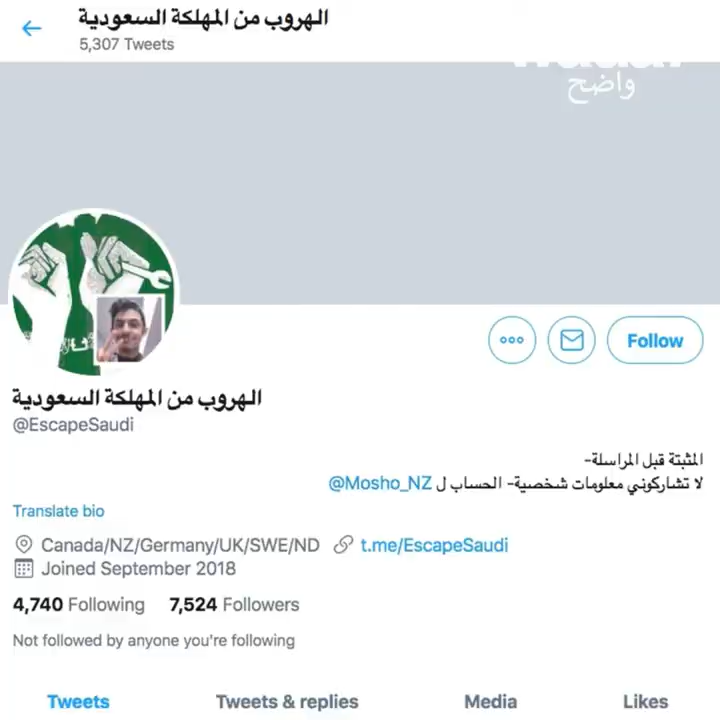 الهروب من المهلكة السعودية
5,307 Tweets
واضح
الهروب من المهلكة السعودية
@EscapeSaudi
Follow
المثبتة قبل المراسلة-
لا تشاركوني معلومات شخصية- الحساب ل @Mosho_NZ
Translate bio
Canada/NZ/Germany/UK/SWE/ND t.me/EscapeSaudi
Joined September 2018
4,740 Following 7,524 Followers
Not followed by anyone you're following
Tweets Tweets & replies Media Likes